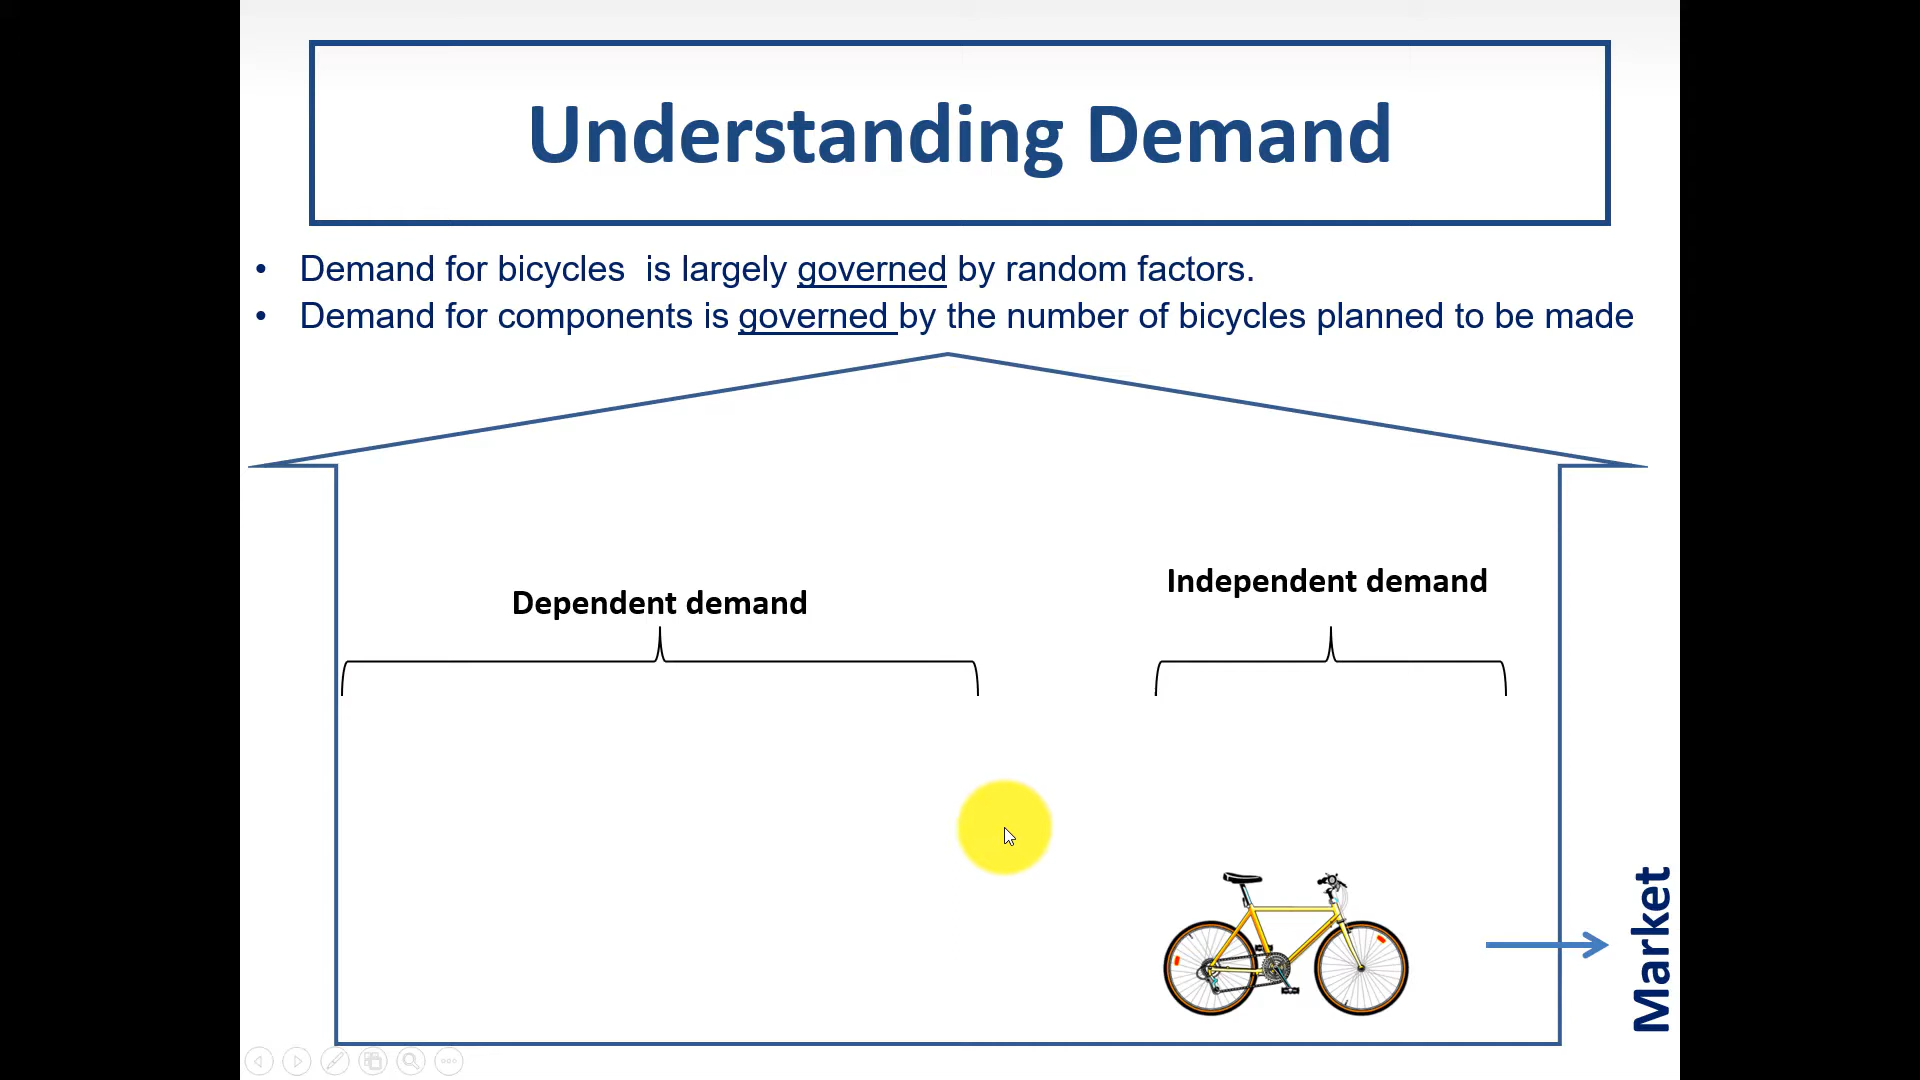 Understanding Demand
• Demand for bicycles  is largely governed by random factors.
• Demand for components is governed by the number of bicycles planned to be made
Dependent demand
Independent demand
Market